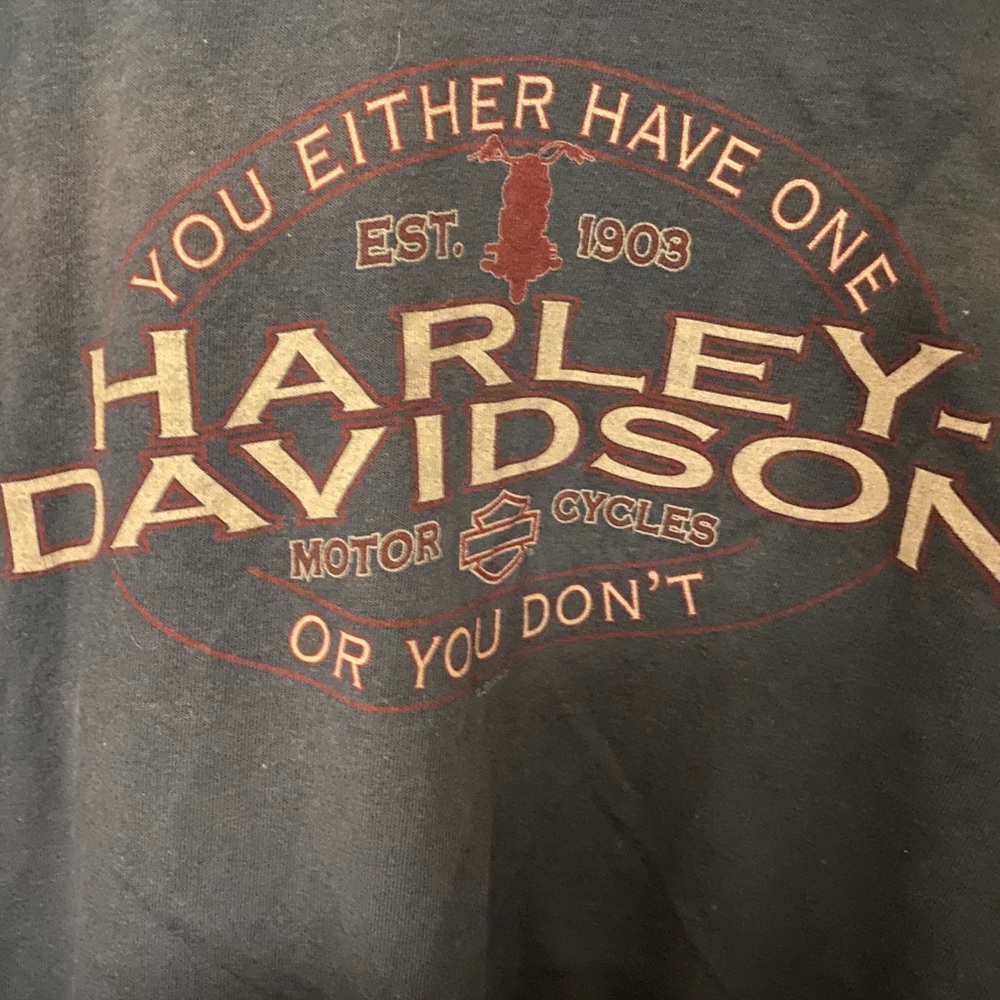 YOU EITHER HAVE ONE
EST. 1903
HARLEY-
DAVIDSON
MOTOR CYCLES
OR YOU DON'T